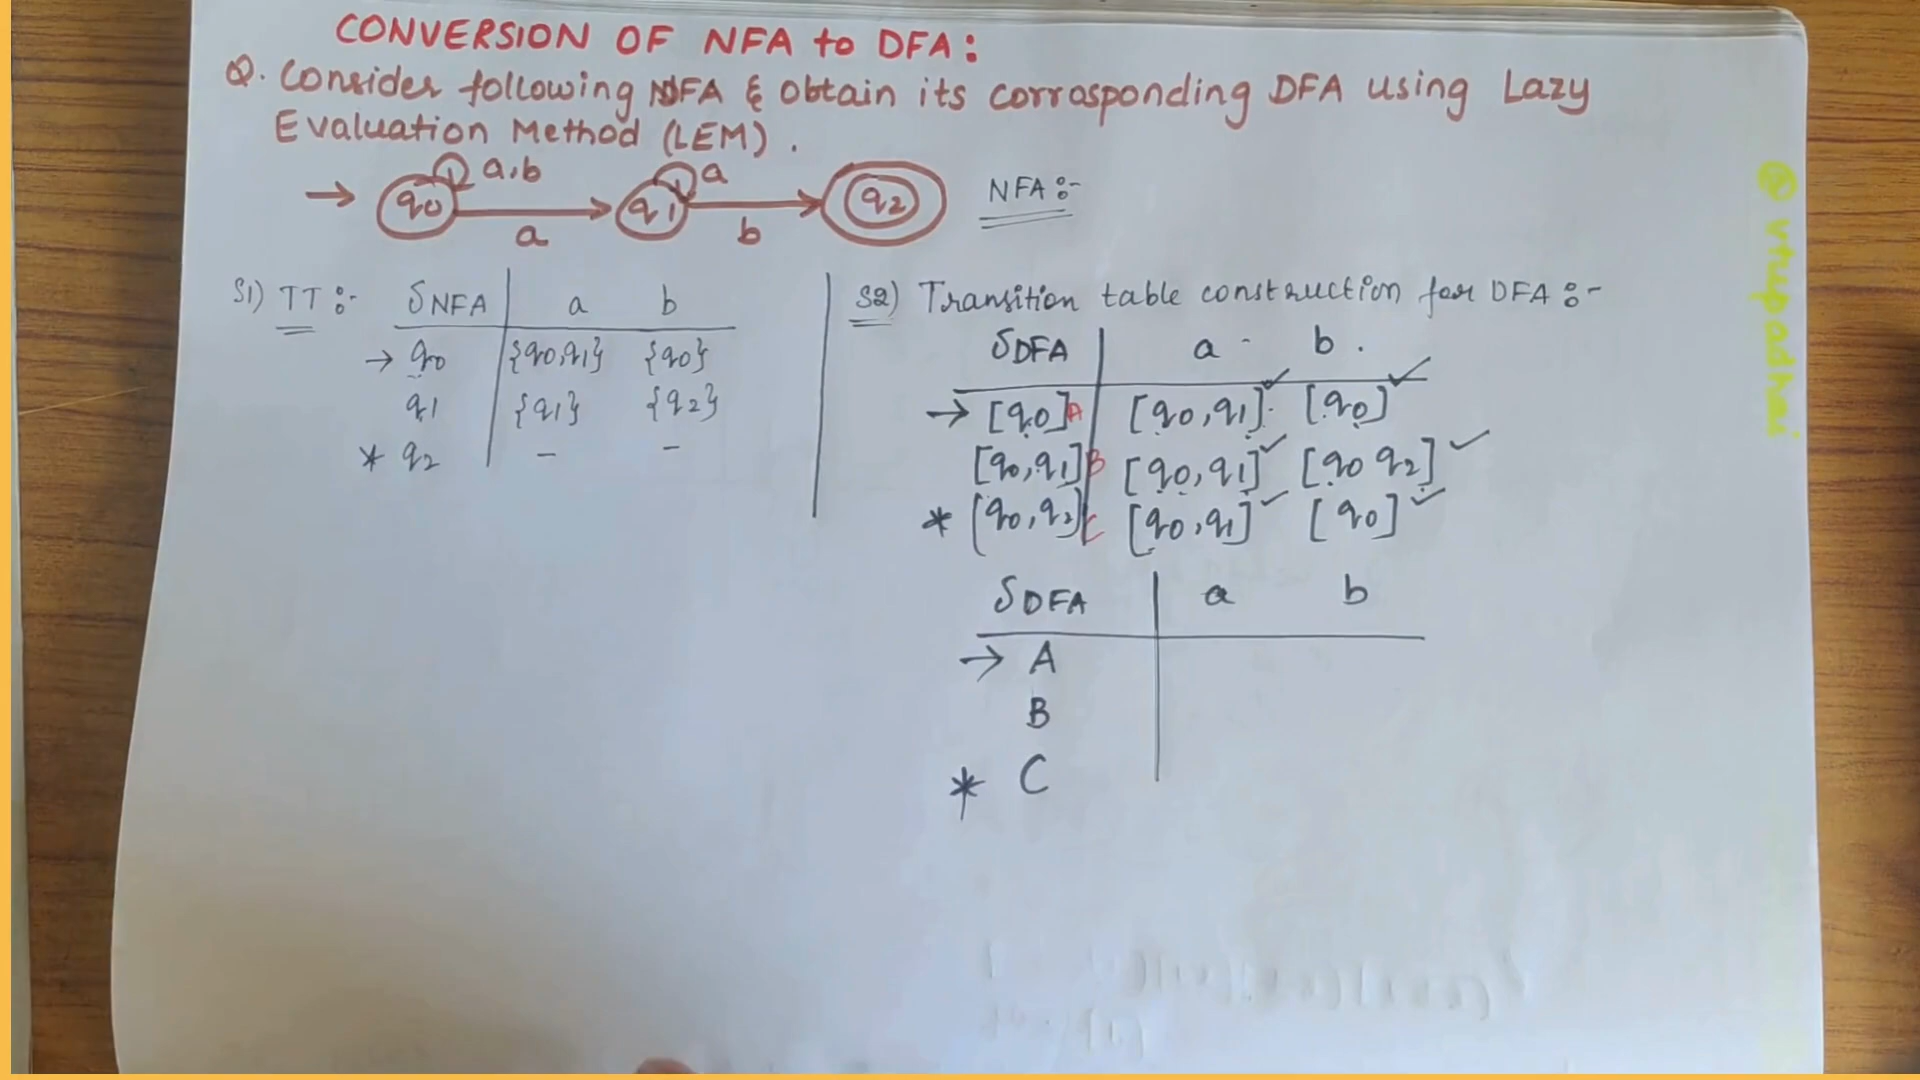 CONVERSION OF NFA to DFA:
Q. Consider following NFA & obtain its corrosponding DFA using Lazy
Evaluation Method (LEM).
→ q0 a,b a q1 a b q2 NFA :-
S1) TT :-
δNFA a b
→ q0 {q0,q1} {q0}
q1 {q1} {q2}
* q2 - -
S2) Transition table construction for DFA :-
δDFA a b
→ [q0] A [q0,q1] ✓ [q0] ✓
[q0,q1] B [q0,q1] ✓ [q0 q2] ✓
* [q0,q2] C [q0,q1] ✓ [q0] ✓
δDFA a b
→ A
B
* C
@ vtupadhai